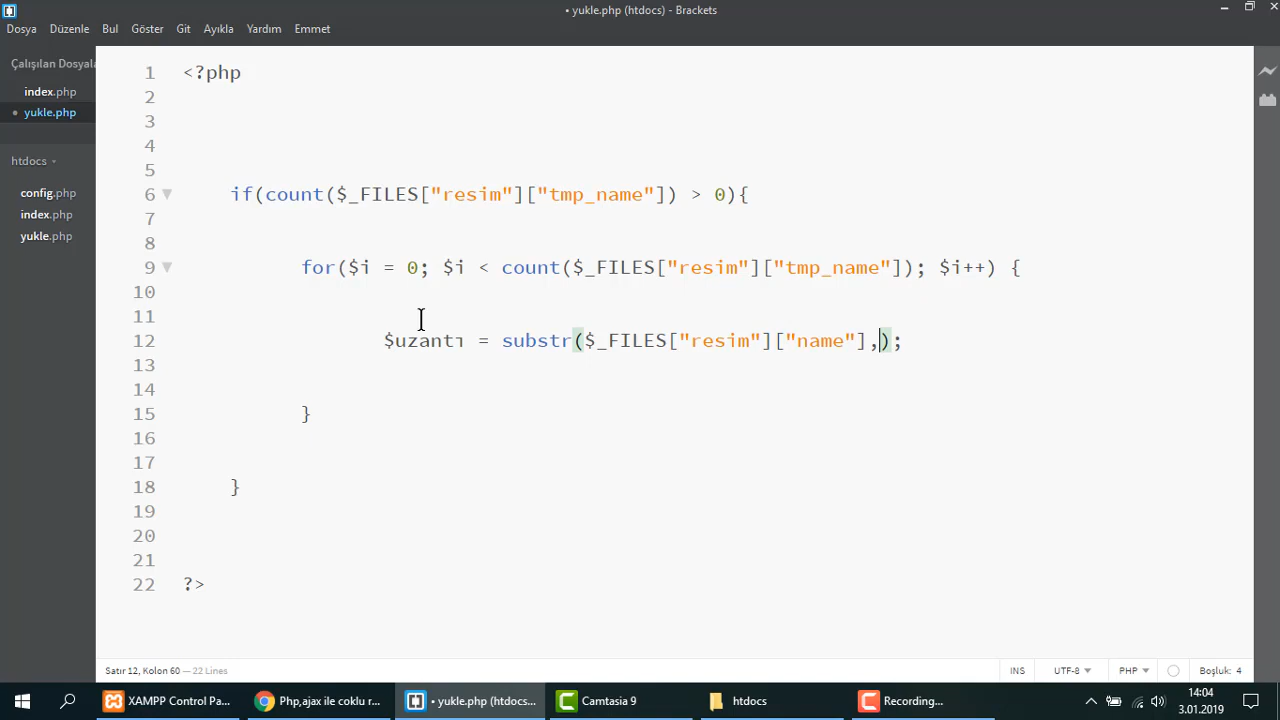 • yukle.php (htdocs) - Brackets
Dosya Düzenle Bul Göster Git Ayıkla Yardım Emmet
Çalışılan Dosyala
index.php
• yukle.php
htdocs
config.php
index.php
yukle.php
1 <?php
2
3
4
5
6 if(count($_FILES["resim"]["tmp_name"]) > 0){
7
8
9 for($i = 0; $i < count($_FILES["resim"]["tmp_name"]); $i++) {
10
11
12 $uzantı = substr($_FILES["resim"]["name"],);
13
14
15 }
16
17
18 }
19
20
21
22 ?>
Satır 12, Kolon 60 — 22 Lines INS UTF-8 PHP Boşluk: 4
XAMPP Control Pa... Php,ajax ile coklu r... • yukle.php (htdocs... Camtasia 9 htdocs Recording... 14:04
3.01.2019